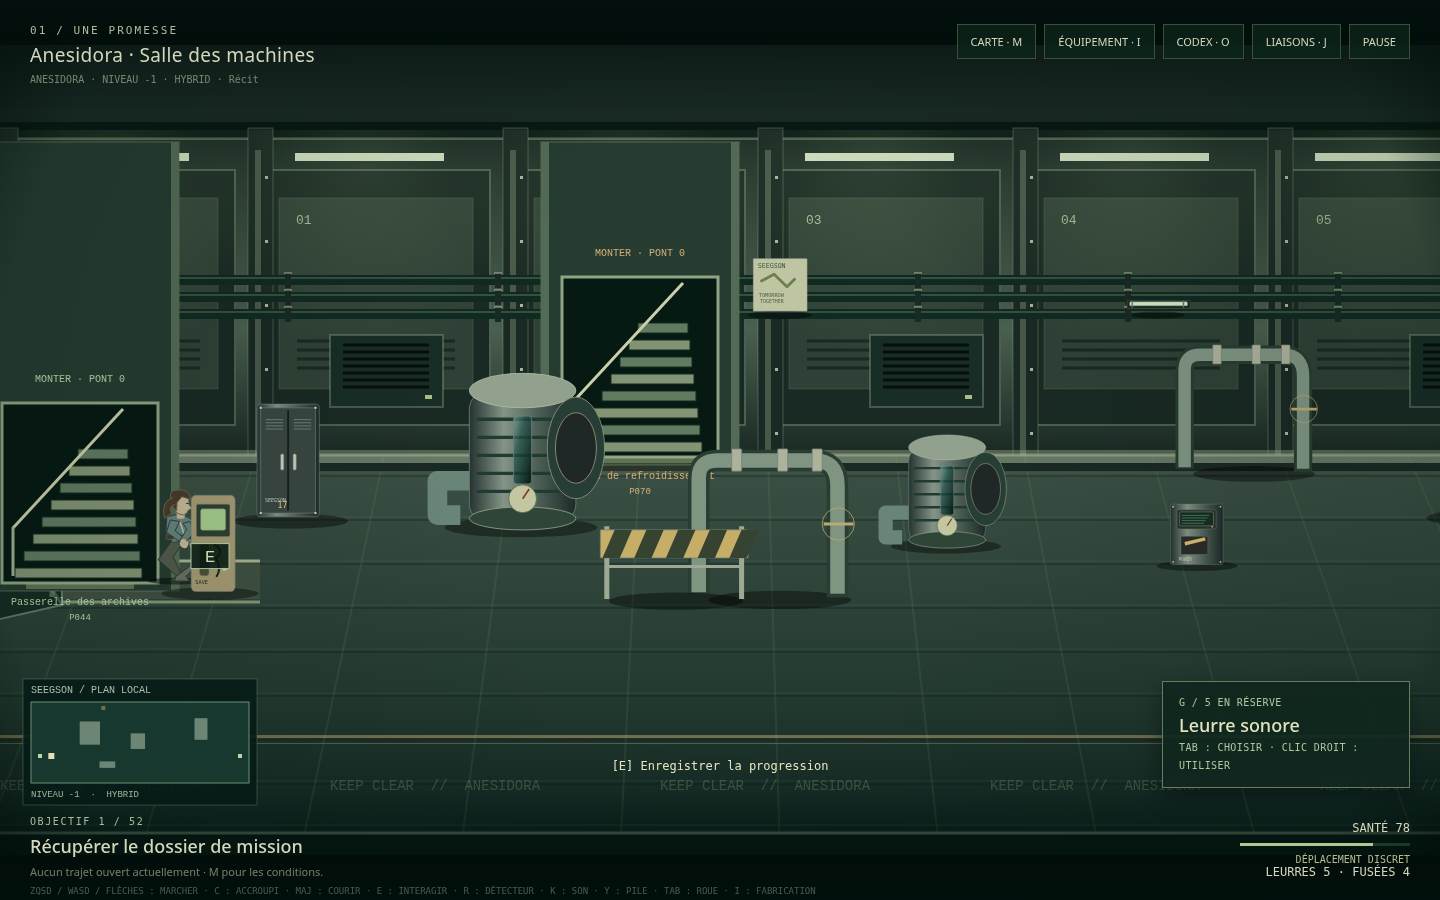 01 / UNE PROMESSE
Anesidora · Salle des machines
ANESIDORA · NIVEAU -1 · HYBRID · Récit
CARTE · M
ÉQUIPEMENT · I
CODEX · O
LIAISONS · J
PAUSE
01
03
04
05
MONTER · PONT 0
SEEGSON
TOMORROW
TOGETHER
MONTER · PONT 0
de refroidisse
P070
SEEGSON
17
E
SAVE
Passerelle des archives
P044
SEEGSON / PLAN LOCAL
NIVEAU -1 · HYBRID
G / 5 EN RÉSERVE
Leurre sonore
TAB : CHOISIR · CLIC DROIT :
UTILISER
[E] Enregistrer la progression
KEEP CLEAR // ANESIDORA
KEEP CLEAR // ANESIDORA
KEEP CLEAR // ANES
OBJECTIF 1 / 52
Récupérer le dossier de mission
Aucun trajet ouvert actuellement · M pour les conditions.
ZQSD / WASD / FLÈCHES : MARCHER · C : ACCROUPI · MAJ : COURIR · E : INTERAGIR · R : DÉTECTEUR · K : SON · Y : PILE · TAB : ROUE · I : FABRICATION
SANTÉ 78
DÉPLACEMENT DISCRET
LEURRES 5 · FUSÉES 4